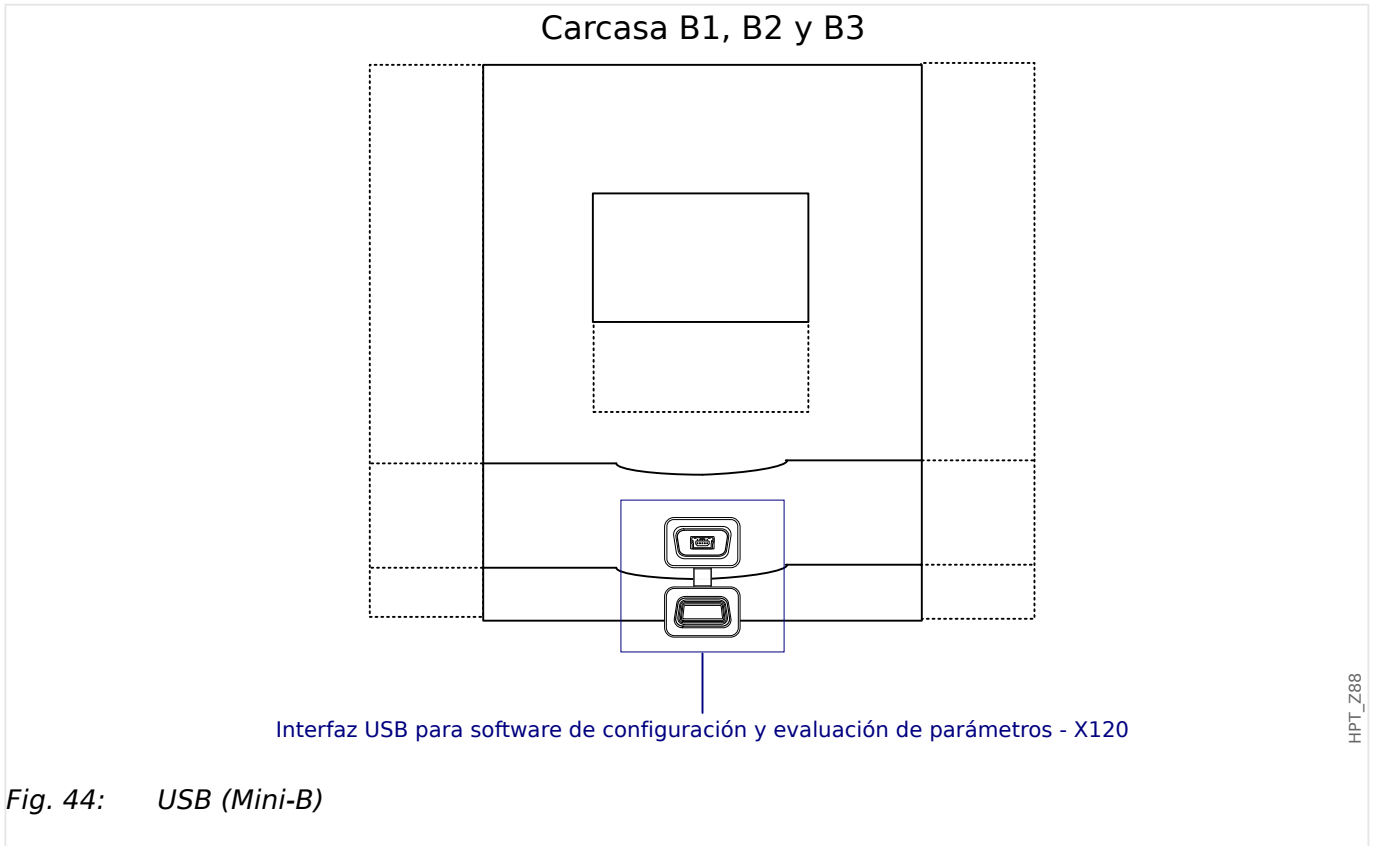 Carcasa B1, B2 y B3
Interfaz USB para software de configuración y evaluación de parámetros - X120
HPT_Z88
Fig. 44: USB (Mini-B)